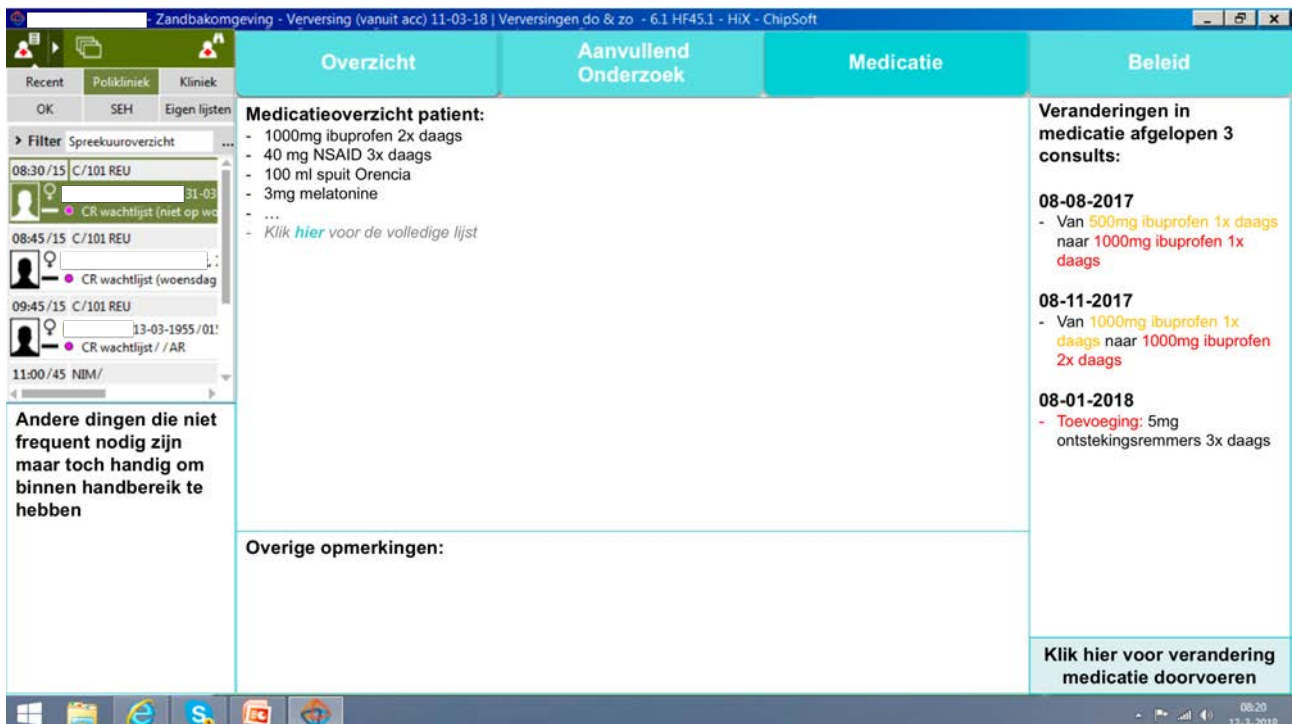 - Zandbakomgeving - Verversing (vanuit acc) 11-03-18 | Verversingen do & zo - 6.1 HF45.1 - HiX - ChipSoft
Recent Polikliniek Kliniek
OK SEH Eigen lijsten
> Filter Spreekuuroverzicht ...
08:30/15 C/101 REU
31-03
CR wachtlijst (niet op wo
08:45/15 C/101 REU
CR wachtlijst (woensdag
09:45/15 C/101 REU
13-03-1955/01
CR wachtlijst / /AR
11:00/45 NIM/
Andere dingen die niet
frequent nodig zijn
maar toch handig om
binnen handbereik te
hebben
Overzicht
Aanvullend
Onderzoek
Medicatie
Beleid
Medicatieoverzicht patient:
- 1000mg ibuprofen 2x daags
- 40 mg NSAID 3x daags
- 100 ml spuit Orencia
- 3mg melatonine
- ...
- Klik hier voor de volledige lijst
Overige opmerkingen:
Veranderingen in
medicatie afgelopen 3
consults:
08-08-2017
- Van 500mg ibuprofen 1x daags
naar 1000mg ibuprofen 1x
daags
08-11-2017
- Van 1000mg ibuprofen 1x
daags naar 1000mg ibuprofen
2x daags
08-01-2018
- Toevoeging: 5mg
ontstekingsremmers 3x daags
Klik hier voor verandering
medicatie doorvoeren
08:20
12-3-2018